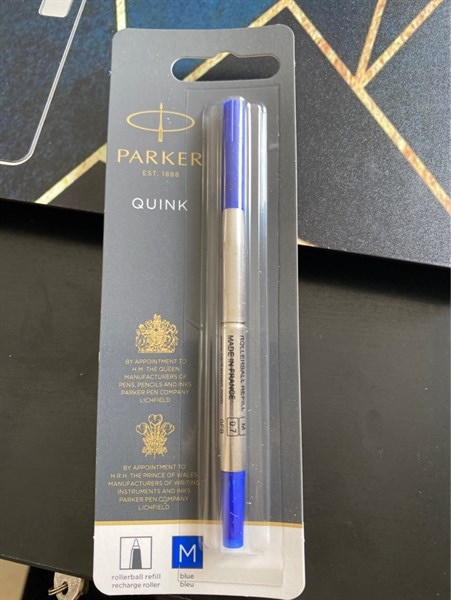 PARKER
EST. 1888
QUINK
ROLLERBALL REFILL M
MADE IN FRANCE 0.7
BY APPOINTMENT TO
H.M. THE QUEEN
MANUFACTURERS OF
PENS, PENCILS AND INKS
PARKER PEN COMPANY
LICHFIELD
BY APPOINTMENT TO
H.R.H. THE PRINCE OF WALES
MANUFACTURERS OF WRITING
INSTRUMENTS AND INKS
PARKER PEN COMPANY
LICHFIELD
M
rollerball refill
recharge roller
blue
bleu